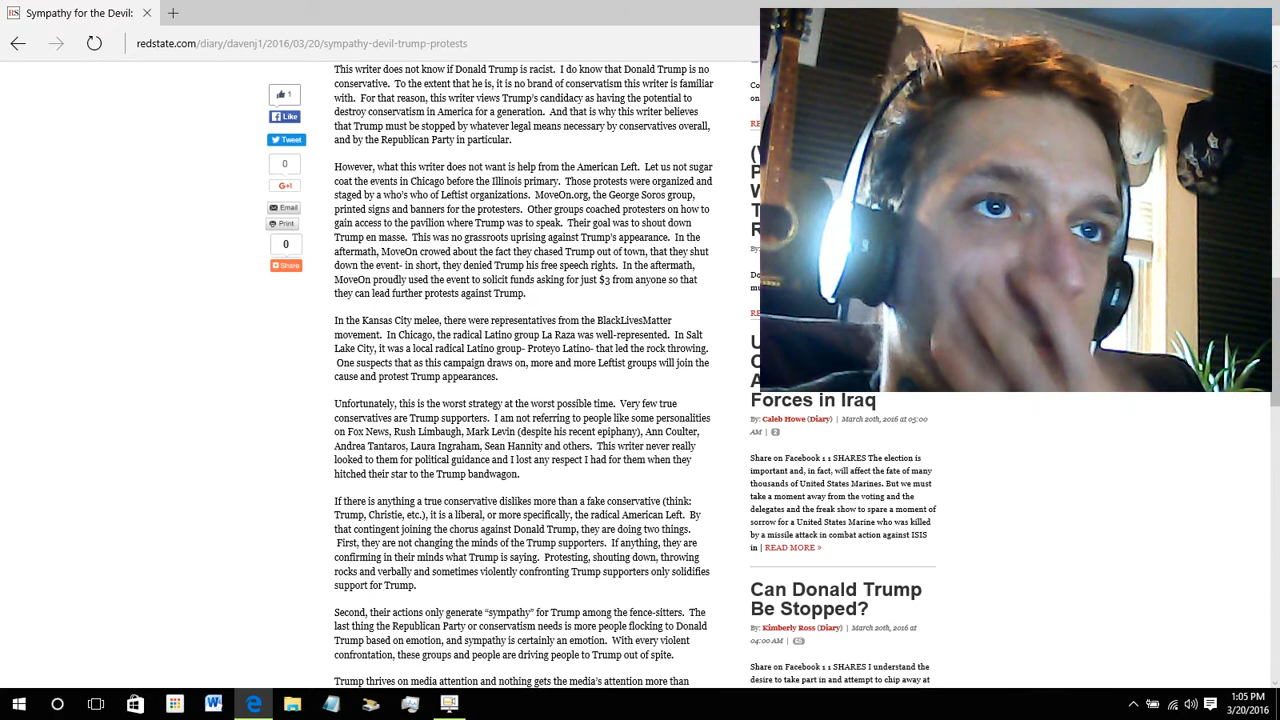 RS Sympathy for the Devil -
redstate.com/diary/davenj1/2016/03/20/sympathy-devil-trump-protests
This writer does not know if Donald Trump is racist. I do know that Donald Trump is no
conservative. To the extent that he is, it is no brand of conservatism this writer is familiar
with. For that reason, this writer views Trump's candidacy as having the potential to
destroy conservatism in America for a generation. And that is why this writer believes
that Trump must be stopped by whatever legal means necessary by conservatives overall,
and by the Republican Party in particular.
However, what this writer does not want is help from the American Left. Let us not sugar
coat the events in Chicago before the Illinois primary. Those protests were organized and
staged by a who's who of Leftist organizations. MoveOn.org, the George Soros group,
printed signs and banners for the protesters. Other groups coached protesters on how to
gain access to the pavilion where Trump was to speak. Their goal was to shout down
Trump en masse. This was no grassroots uprising against Trump's appearance. In the
aftermath, MoveOn crowed about the fact they chased Trump out of town, that they shut
down the event- in short, they denied Trump his free speech rights. In the aftermath,
MoveOn proudly used the event to solicit funds asking for just $3 from anyone so that
they can lead further protests against Trump.
In the Kansas City melee, there were representatives from the BlackLivesMatter
movement. In Chicago, the radical Latino group La Raza was well-represented. In Salt
Lake City, it was a local radical Latino group- Proteyo Latino- that led the rock throwing.
One suspects that as this campaign draws on, more and more Leftist groups will join the
cause and protest Trump appearances.
Unfortunately, this is the worst strategy at the worst possible time. Very few true
conservatives are Trump supporters. I am not referring to people like some personalities
on Fox News, Rush Limbaugh, Mark Levin (despite his recent epiphany), Ann Coulter,
Andrea Tantaros, Laura Ingraham, Sean Hannity and others. This writer never really
looked to them for political guidance and I lost any respect I had for them when they
hitched their star to the Trump bandwagon.
If there is anything a true conservative dislikes more than a fake conservative (think:
Trump, Christie, etc.), it is a liberal, or more specifically, the radical American Left. By
that contingent joining the chorus against Donald Trump, they are doing two things.
First, they are not changing the minds of the Trump supporters. If anything, they are
confirming in their minds what Trump is saying. Protesting, shouting down, throwing
rocks and verbally and sometimes violently confronting Trump supporters only solidifies
support for Trump.
Second, their actions only generate "sympathy" for Trump among the fence-sitters. The
last thing the Republican Party or conservatism needs is more people flocking to Donald
Trump based on emotion, and sympathy is certainly an emotion. With every violent
confrontation, these groups and people are driving people to Trump out of spite.
Trump thrives on media attention and nothing gets the media's attention more than
1
Like
Tweet
0
G+1
Email
Print
0
Share
Forces in Iraq
By: Caleb Howe (Diary) | March 20th, 2016 at 05:00
AM | 2
Share on Facebook 1 1 SHARES The election is
important and, in fact, will affect the fate of many
thousands of United States Marines. But we must
take a moment away from the voting and the
delegates and the freak show to spare a moment of
sorrow for a United States Marine who was killed
by a missile attack in combat action against ISIS
in | READ MORE »
Can Donald Trump
Be Stopped?
By: Kimberly Ross (Diary) | March 20th, 2016 at
04:00 AM |
Share on Facebook 1 1 SHARES I understand the
desire to take part in and attempt to chip away at
1:05 PM
3/20/2016